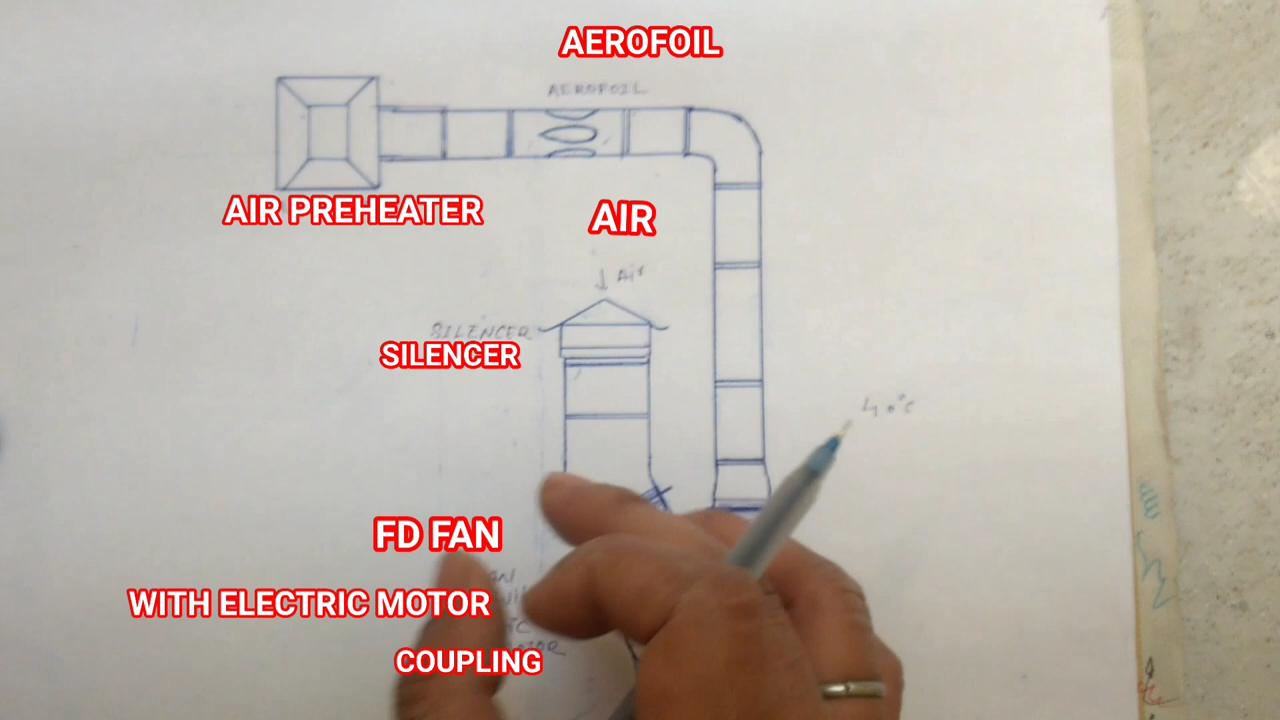 AEROFOIL
AEROFOIL
AIR PREHEATER
AIR
Air
SILENCER
SILENCER
40°C
FD FAN
WITH ELECTRIC MOTOR
COUPLING